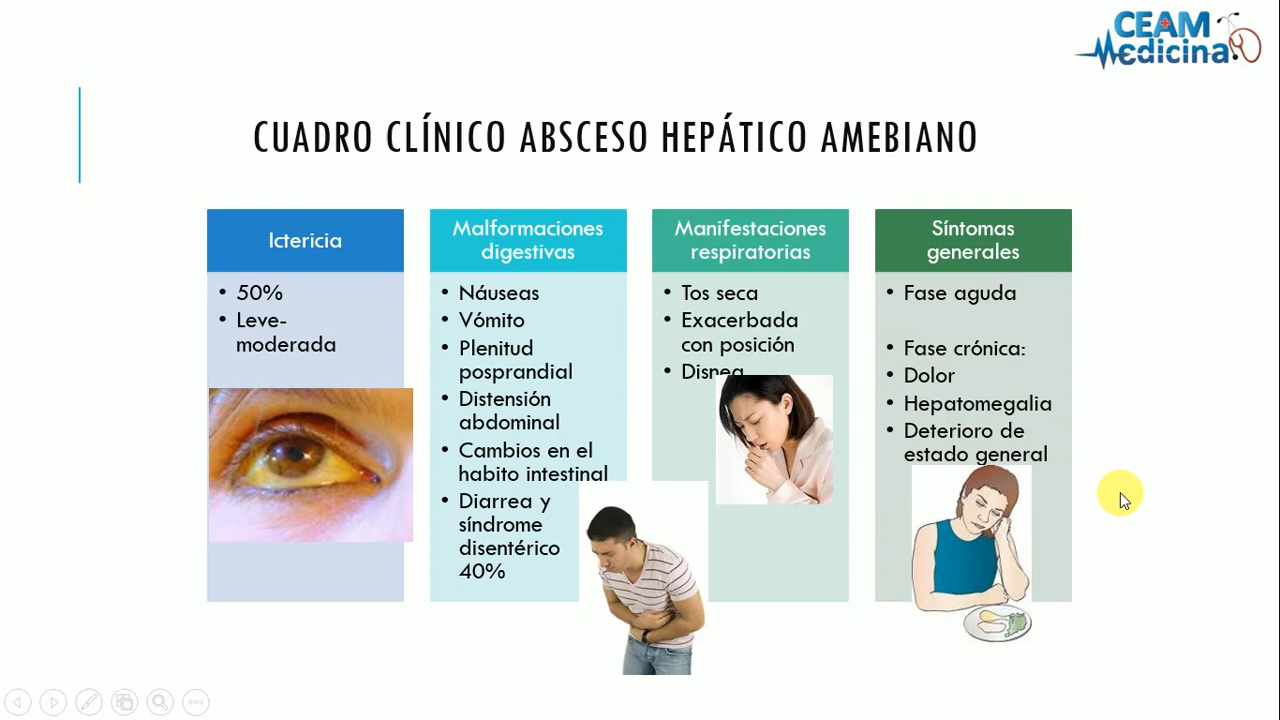 CEAM
Medicina
CUADRO CLÍNICO ABSCESO HEPÁTICO AMEBIANO
Ictericia
• 50%
• Leve-
moderada
Malformaciones
digestivas
• Náuseas
• Vómito
• Plenitud
posprandial
• Distensión
abdominal
• Cambios en el
habito intestinal
• Diarrea y
síndrome
disentérico
40%
Manifestaciones
respiratorias
• Tos seca
• Exacerbada
con posición
• Disnea
Síntomas
generales
• Fase aguda
• Fase crónica:
• Dolor
• Hepatomegalia
• Deterioro de
estado general